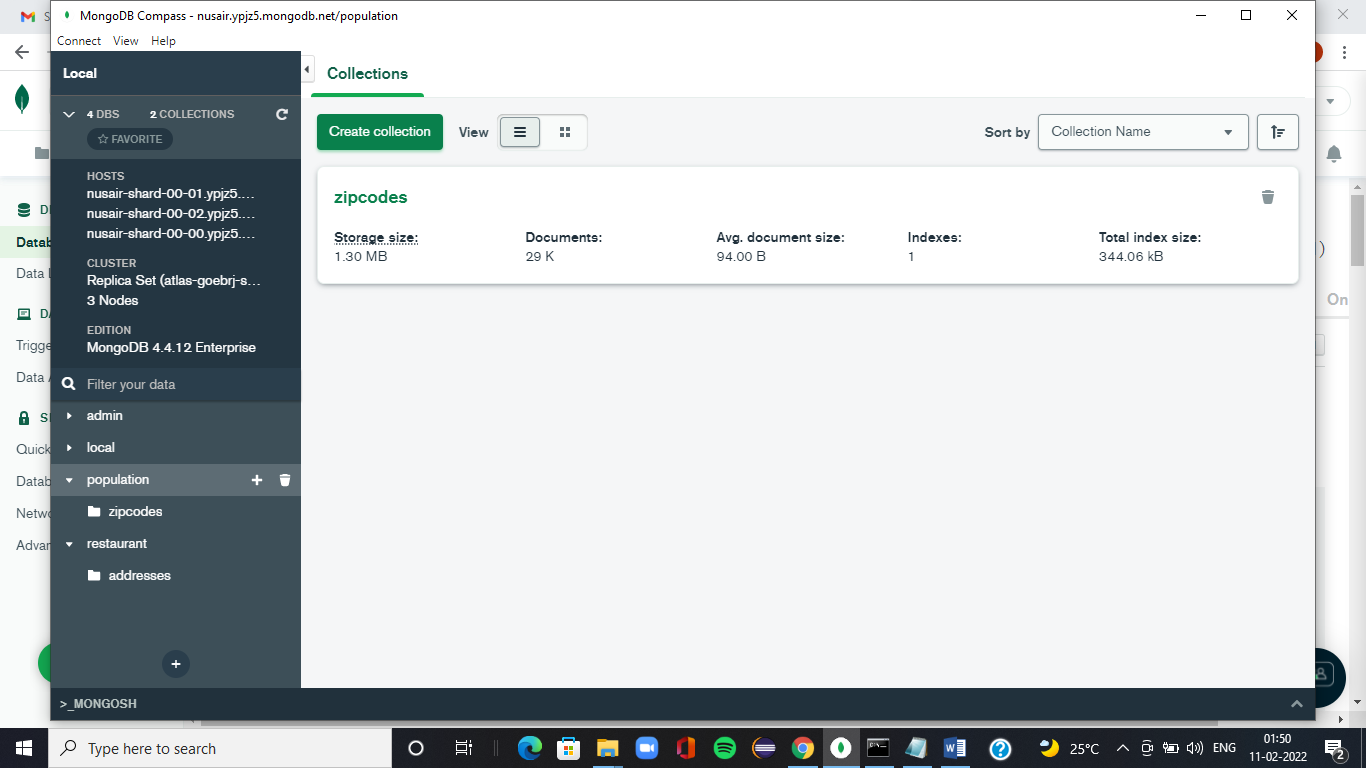 MongoDB Compass - nusair.ypjz5.mongodb.net/population
Connect View Help
Local
4 DBS 2 COLLECTIONS
FAVORITE
HOSTS
nusair-shard-00-01.ypjz5....
nusair-shard-00-02.ypjz5....
nusair-shard-00-00.ypjz5....
CLUSTER
Replica Set (atlas-goebrj-s...
3 Nodes
EDITION
MongoDB 4.4.12 Enterprise
Filter your data
admin
local
population
zipcodes
restaurant
addresses
Collections
Create collection View Sort by Collection Name
zipcodes
Storage size: Documents: Avg. document size: Indexes: Total index size:
1.30 MB 29 K 94.00 B 1 344.06 kB
>_MONGOSH
Quick
On
Type here to search
25°C ENG 01:50
11-02-2022
2